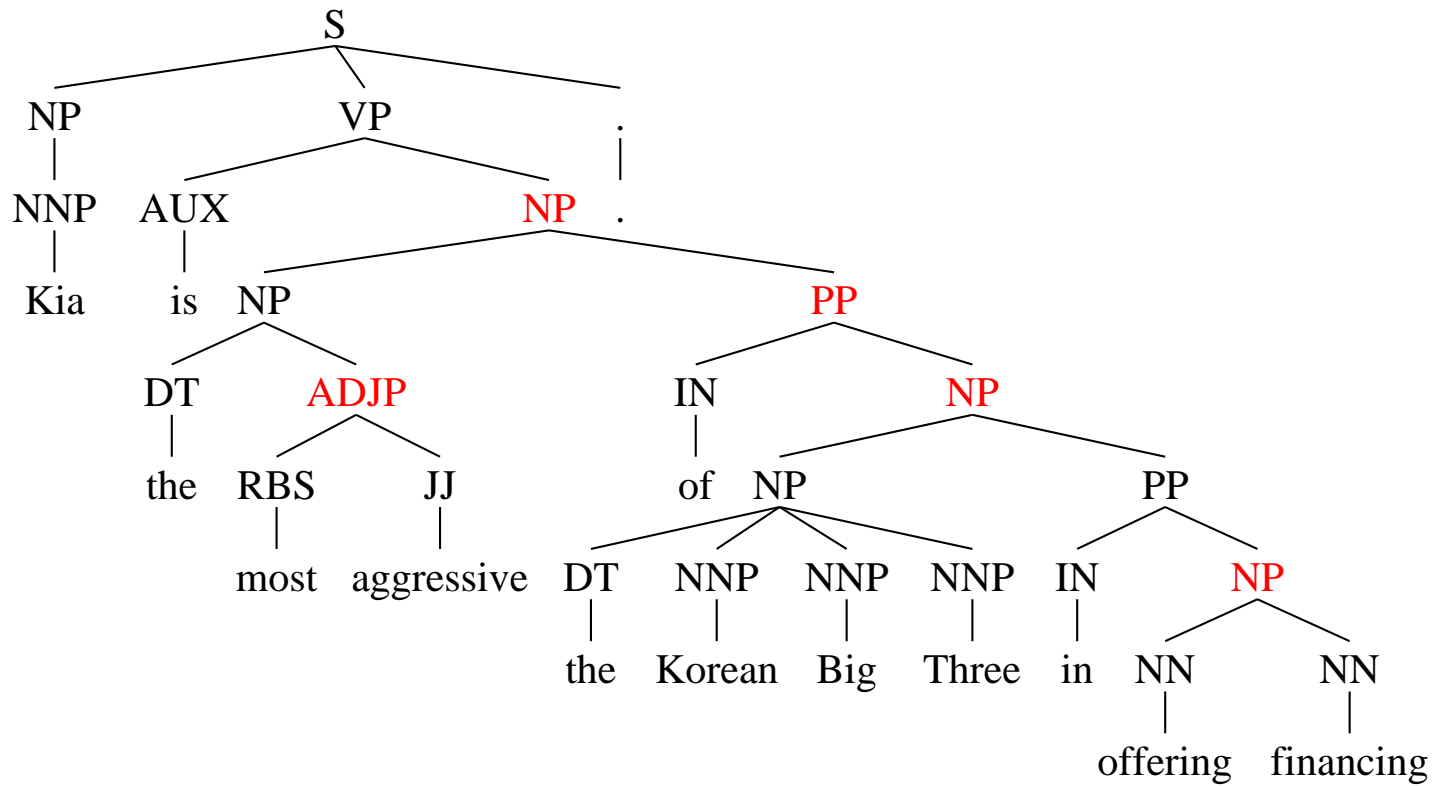 S
NP VP .
NNP AUX NP .
Kia is NP PP
DT ADJP IN NP
the RBS JJ of NP PP
most aggressive DT NNP NNP NNP IN NP
the Korean Big Three in NN NN
offering financing